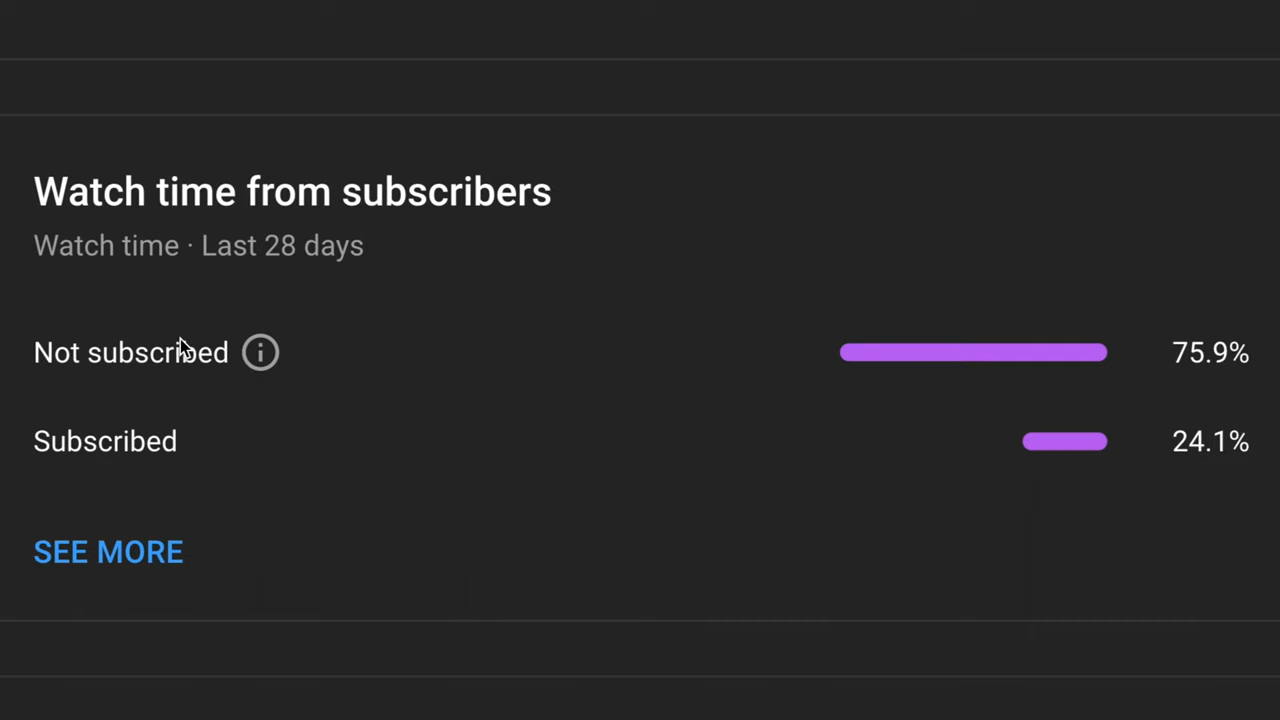 Watch time from subscribers
Watch time · Last 28 days
Not subscribed 75.9%
Subscribed 24.1%
SEE MORE